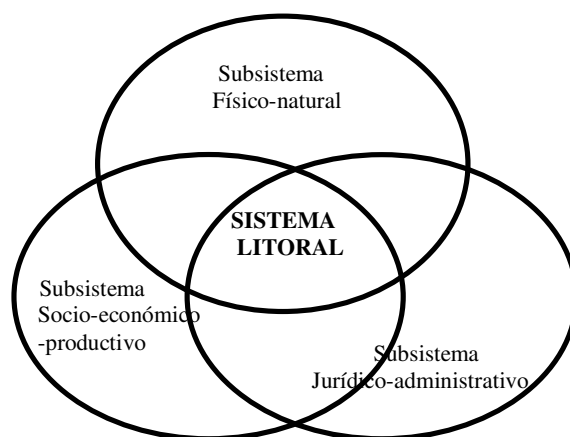 Subsistema
Físico-natural
SISTEMA
LITORAL
Subsistema
Socio-económico
-productivo
Subsistema
Jurídico-administrativo